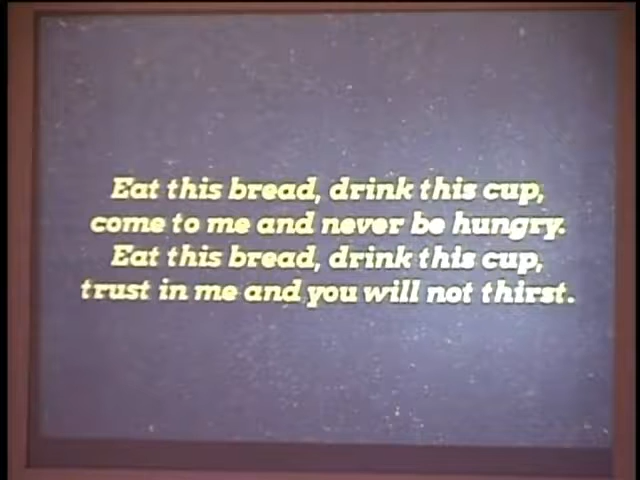 Eat this bread, drink this cup,
come to me and never be hungry.
Eat this bread, drink this cup,
trust in me and you will not thirst.